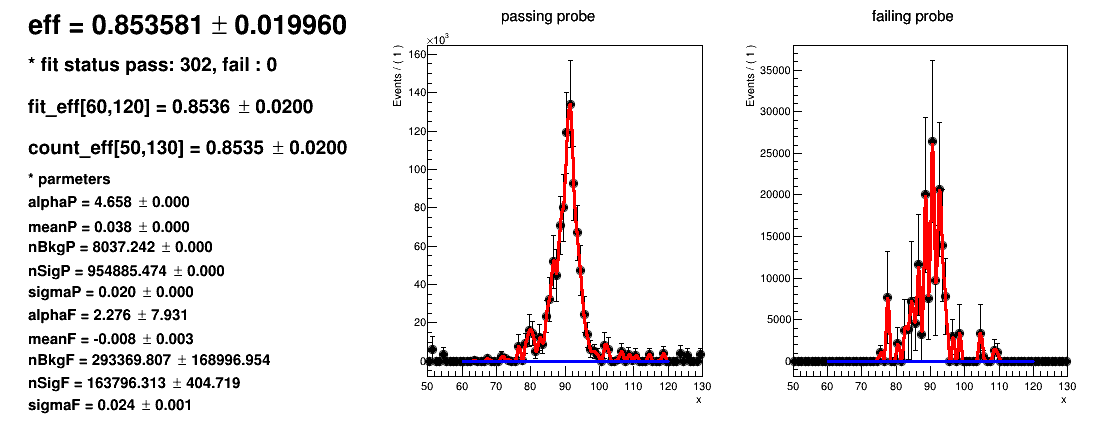 eff = 0.853581 ± 0.019960
* fit status pass: 302, fail : 0
fit_eff[60,120] = 0.8536 ± 0.0200
count_eff[50,130] = 0.8535 ± 0.0200
* parmeters
alphaP = 4.658 ± 0.000
meanP = 0.038 ± 0.000
nBkgP = 8037.242 ± 0.000
nSigP = 954885.474 ± 0.000
sigmaP = 0.020 ± 0.000
alphaF = 2.276 ± 7.931
meanF = -0.008 ± 0.003
nBkgF = 293369.807 ± 168996.954
nSigF = 163796.313 ± 404.719
sigmaF = 0.024 ± 0.001
passing probe
×10³
Events / ( 1 )
160
140
120
100
80
60
40
20
0
50 60 70 80 90 100 110 120 130
x
failing probe
Events / ( 1 )
35000
30000
25000
20000
15000
10000
5000
0
50 60 70 80 90 100 110 120 130
x